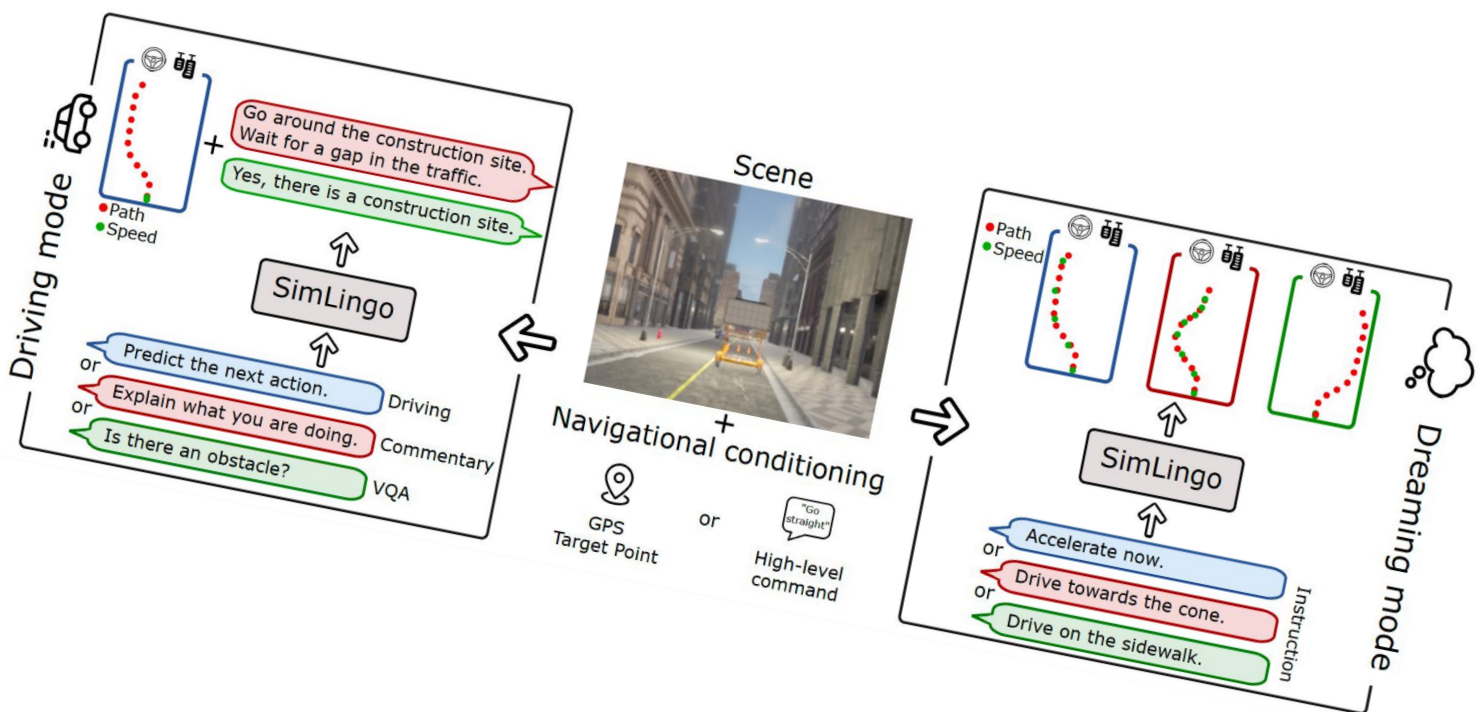 Driving mode
+
Go around the construction site.
Wait for a gap in the traffic.
Yes, there is a construction site.
Path
Speed
SimLingo
Predict the next action.
Driving
or
Explain what you are doing.
Commentary
or
Is there an obstacle?
VQA
Scene
+
Navigational conditioning
GPS
Target Point
or
"Go
straight"
High-level
command
Path
Speed
SimLingo
Accelerate now.
or
Drive towards the cone.
or
Drive on the sidewalk.
Instruction
Dreaming mode